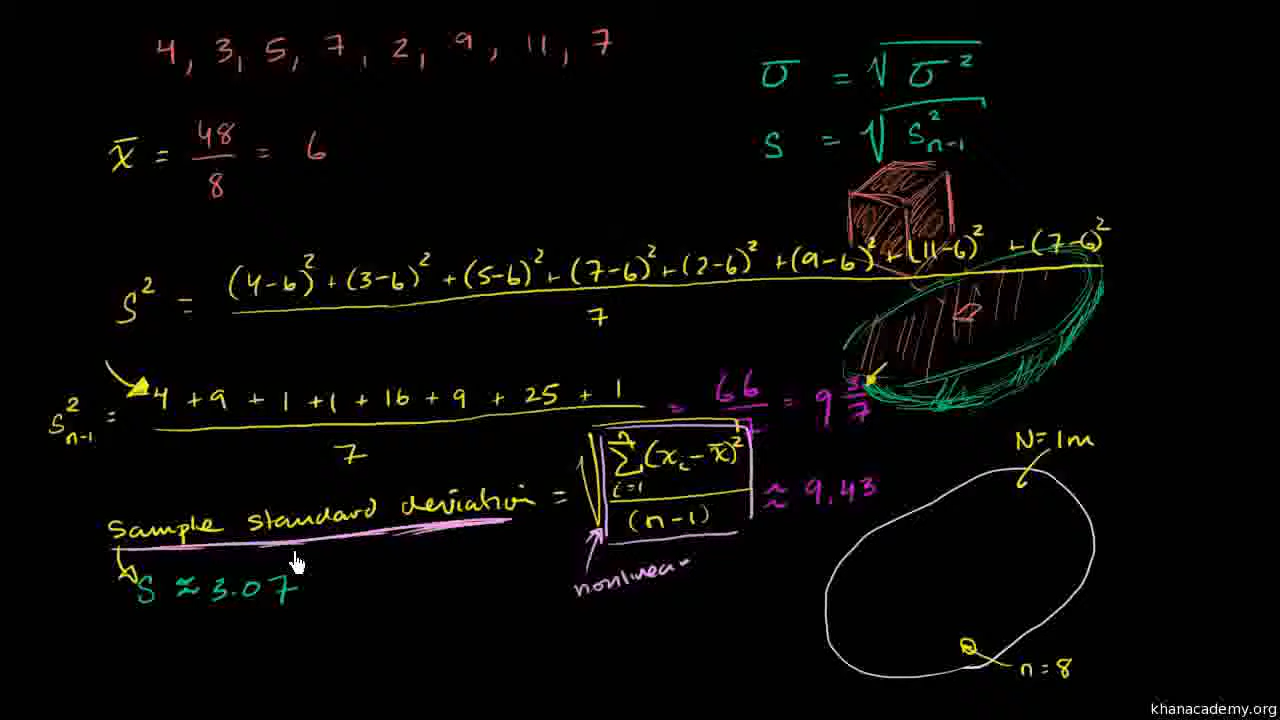 4, 3, 5, 7, 2, 9, 11, 7
σ = √σ²
x̄ = 48/8 = 6
s = √s²ₙ₋₁
s² = (4-6)² + (3-6)² + (5-6)² + (7-6)² + (2-6)² + (9-6)² + (11-6)² + (7-6)²
7
s²ₙ₋₁ = 4 + 9 + 1 + 1 + 16 + 9 + 25 + 1 = 66/7 = 9 3/7
7
N = 1m
sample standard deviation = √ Σ (xᵢ - x̄)² / (n-1) ≈ 9.43
n
i=1
nonlinear
s ≈ 3.07
n = 8
khanacademy.org